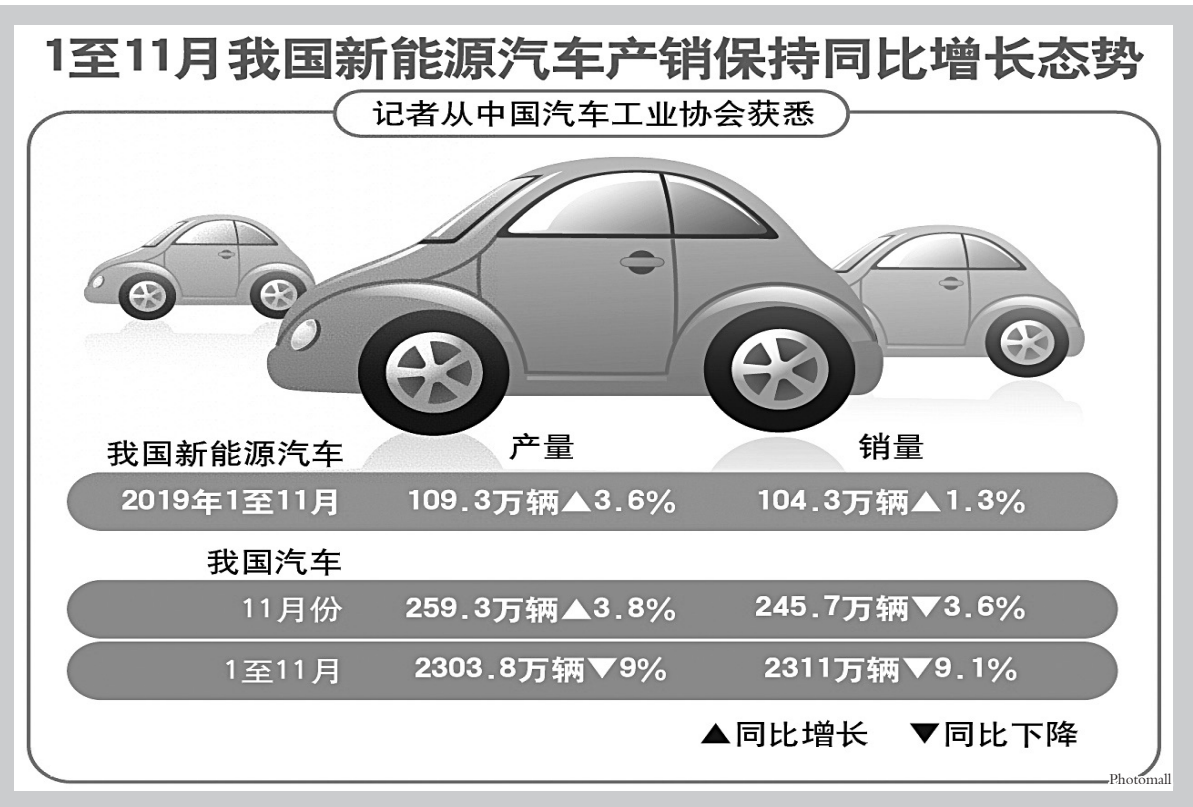 1至11月我国新能源汽车产销保持同比增长态势
记者从中国汽车工业协会获悉
我国新能源汽车 产量 销量
2019年1至11月 109.3万辆▲3.6% 104.3万辆▲1.3%
我国汽车
11月份 259.3万辆▲3.8% 245.7万辆▼3.6%
1至11月 2303.8万辆▼9% 2311万辆▼9.1%
▲同比增长 ▼同比下降
Photomall